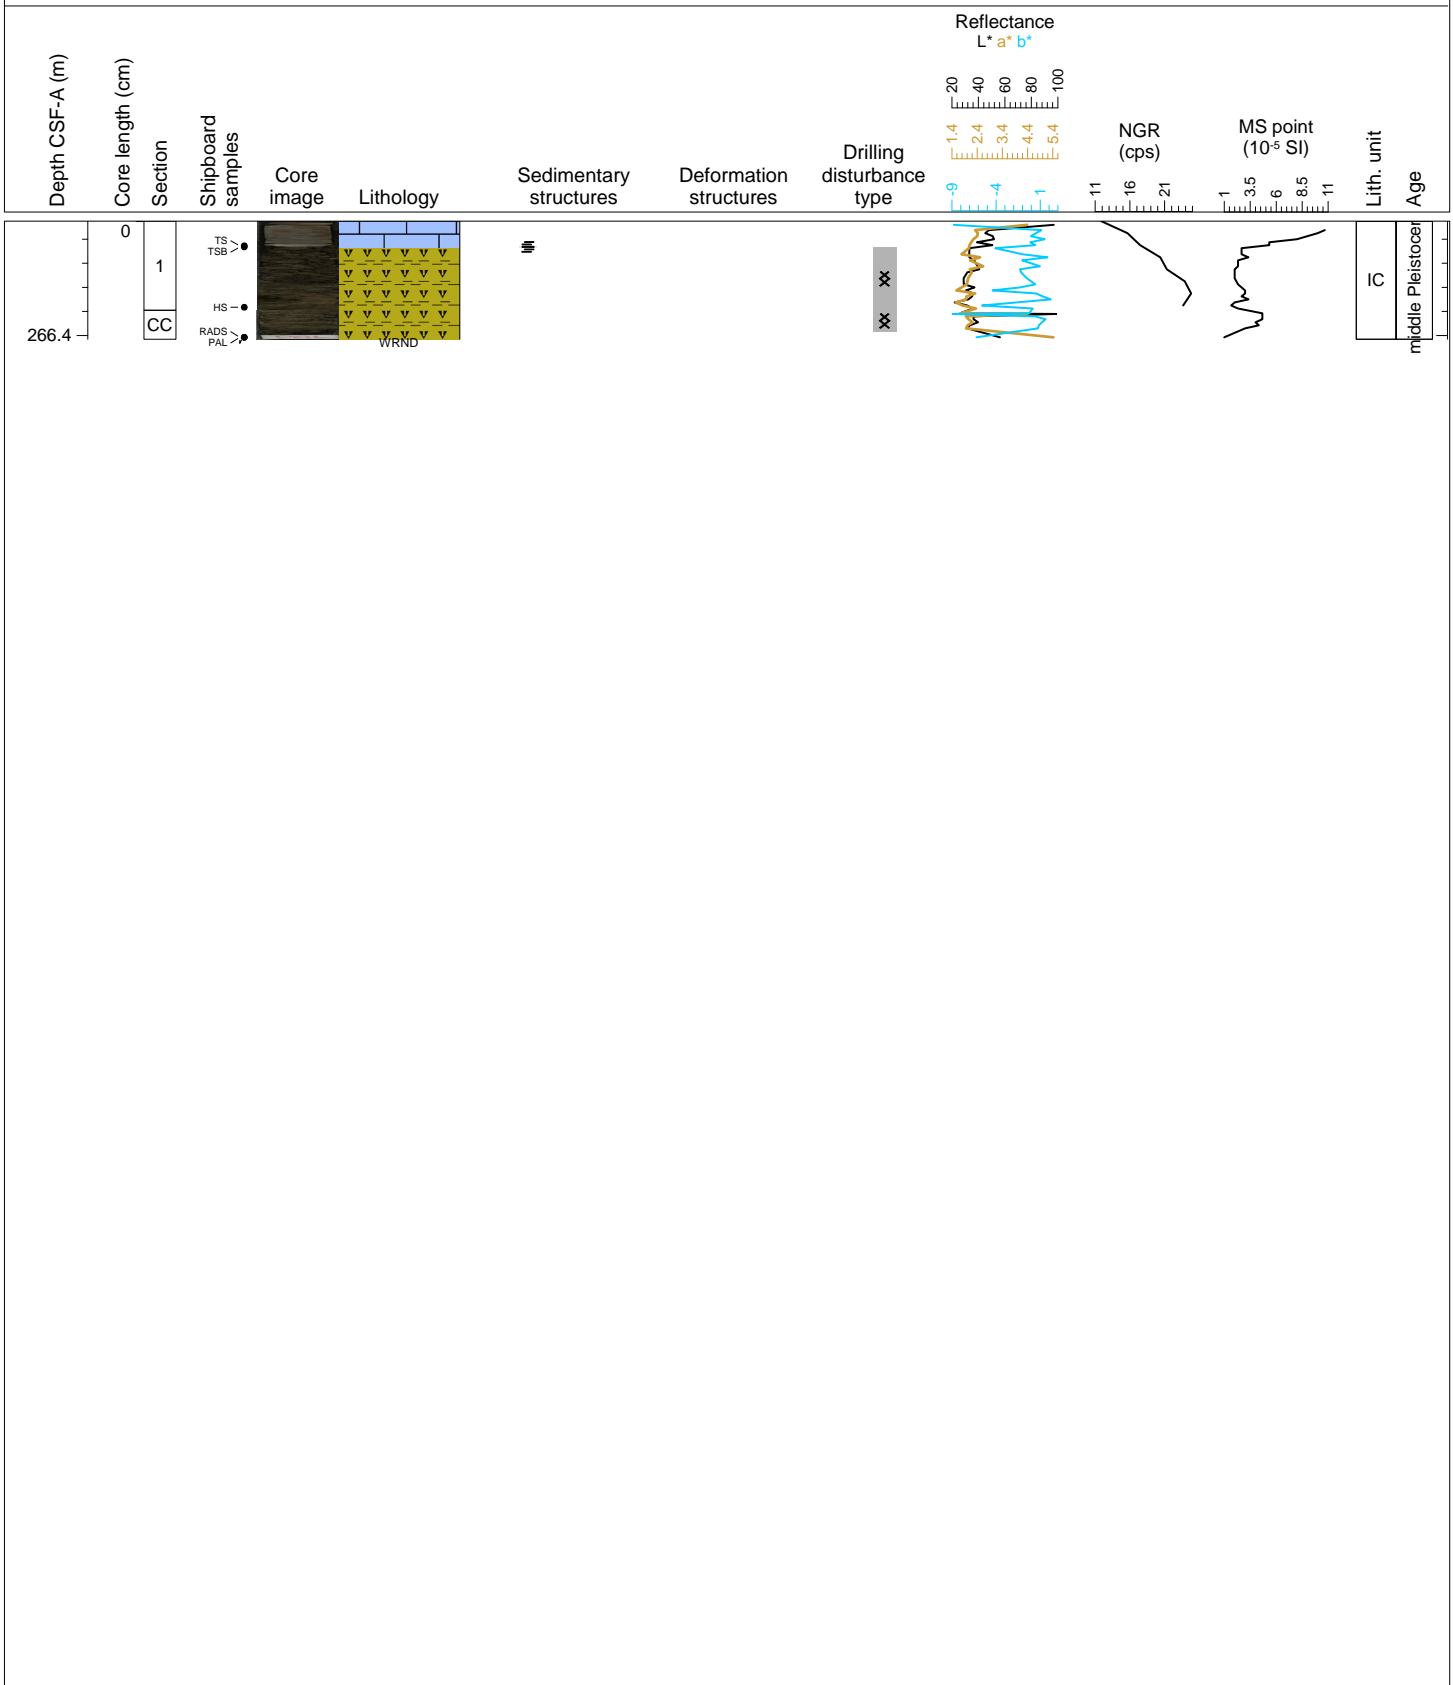 Depth CSF-A (m)
Core length (cm)
Section
Shipboard
samples
Core
image
Lithology
Sedimentary
structures
Deformation
structures
Drilling
disturbance
type
Reflectance
L* a* b*
20 40 60 80 100
1.4 2.4 3.4 4.4 5.4
-9 -4 1
NGR
(cps)
11 16 21
MS point
(10-5 SI)
1 3.5 6 8.5 11
Lith. unit
Age
0
1
CC
266.4
TS
TSB
HS
RADS
PAL
WRND
IC
middle Pleistocen